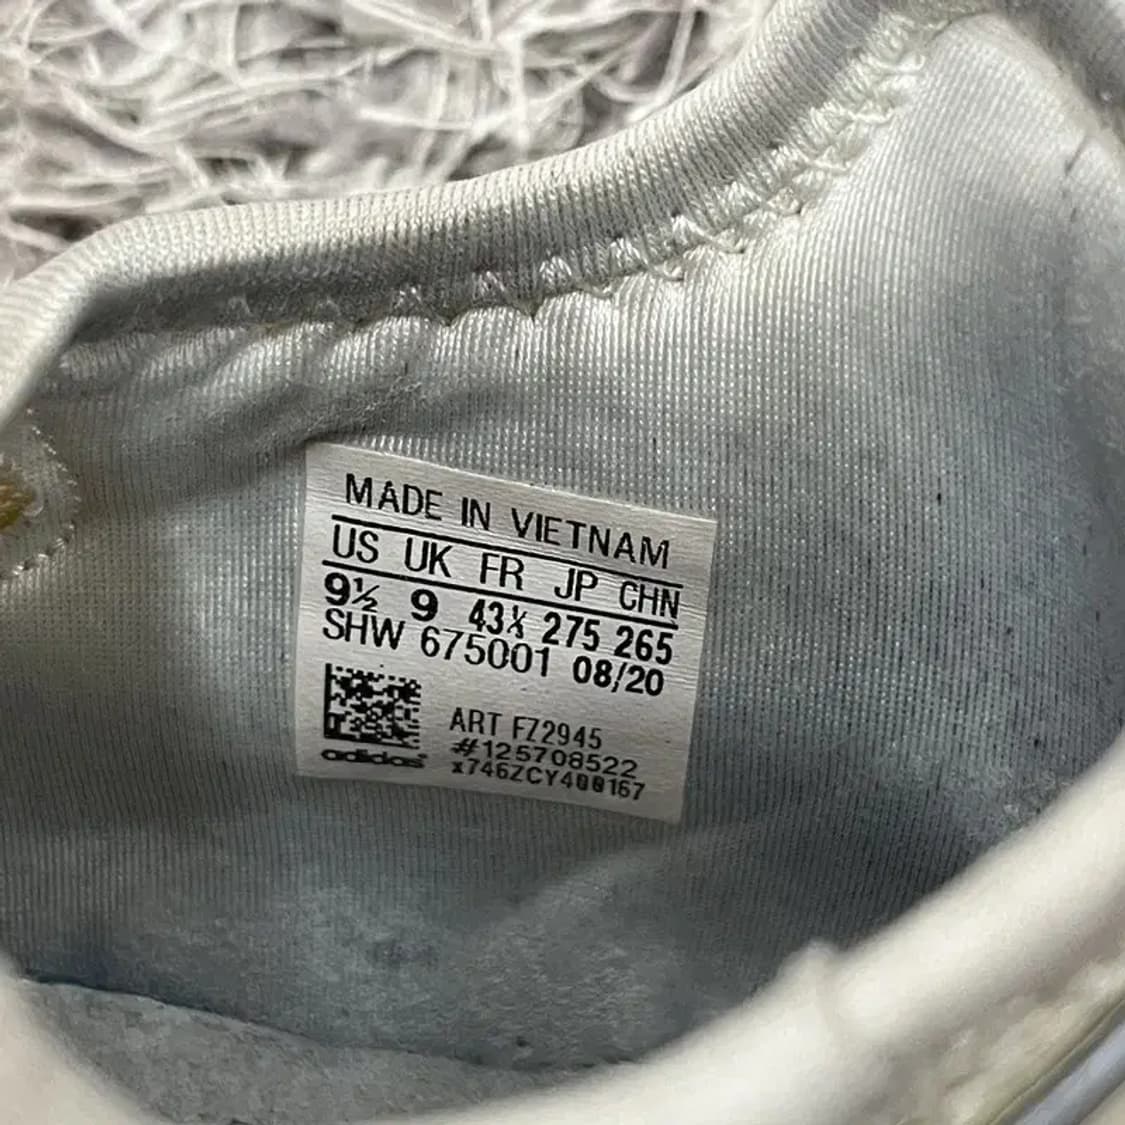 MADE IN VIETNAM
US UK FR JP CHN
9½ 9 43⅓ 275 265
SHW 675001 08/20
ART FZ2945
#125708522
adidas x746ZCY400167